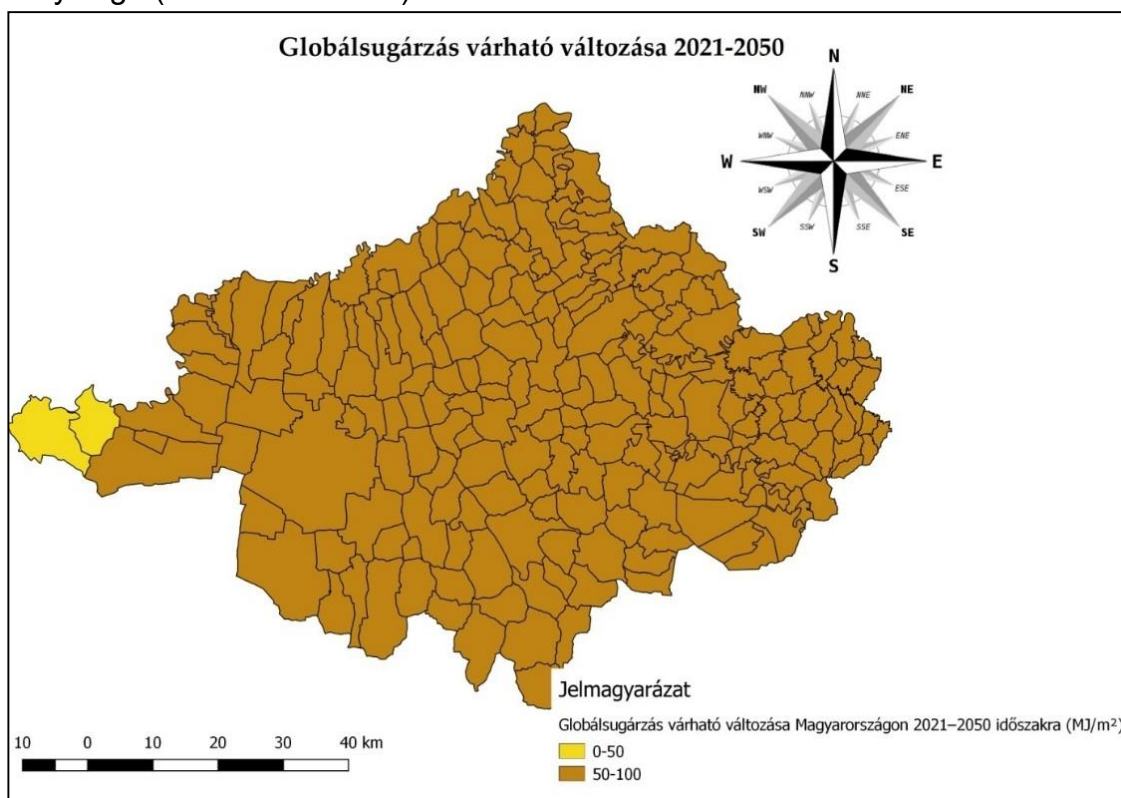 Globálsugárzás várható változása 2021-2050
N
NNW
NNE
NW
NE
WNW
ENE
W
E
WSW
ESE
SW
SSW
SSE
SE
S
Jelmagyarázat
Globálsugárzás várható változása Magyarországon 2021–2050 időszakra (MJ/m²)
0-50
50-100
10 0 10 20 30 40 km